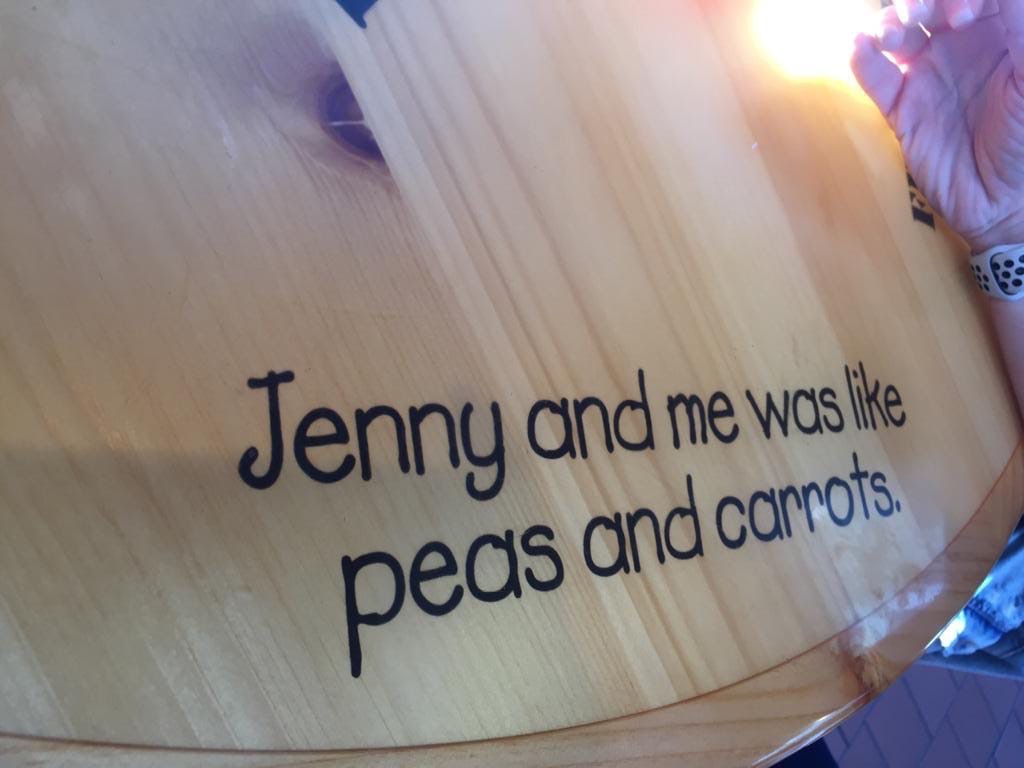 Jenny and me was like
peas and carrots.